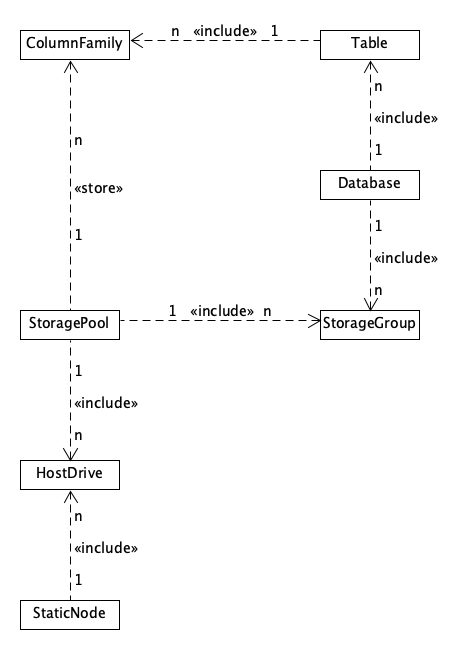 n «include» 1
ColumnFamily
Table
n
«include»
1
n
«store»
1
Database
1
«include»
n
1 «include» n
StoragePool
StorageGroup
1
«include»
n
HostDrive
n
«include»
1
StaticNode